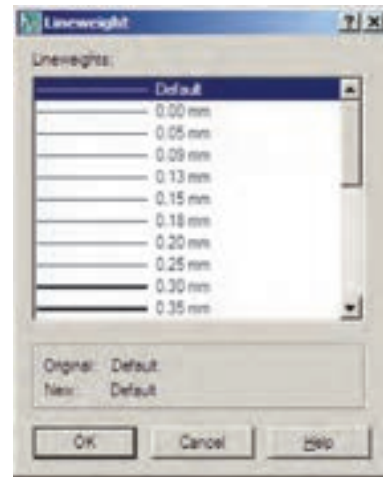 Lineweight
Lineweights:
Default
0.00 mm
0.05 mm
0.09 mm
0.13 mm
0.15 mm
0.18 mm
0.20 mm
0.25 mm
0.30 mm
0.35 mm
Original: Default
New: Default
OK Cancel Help